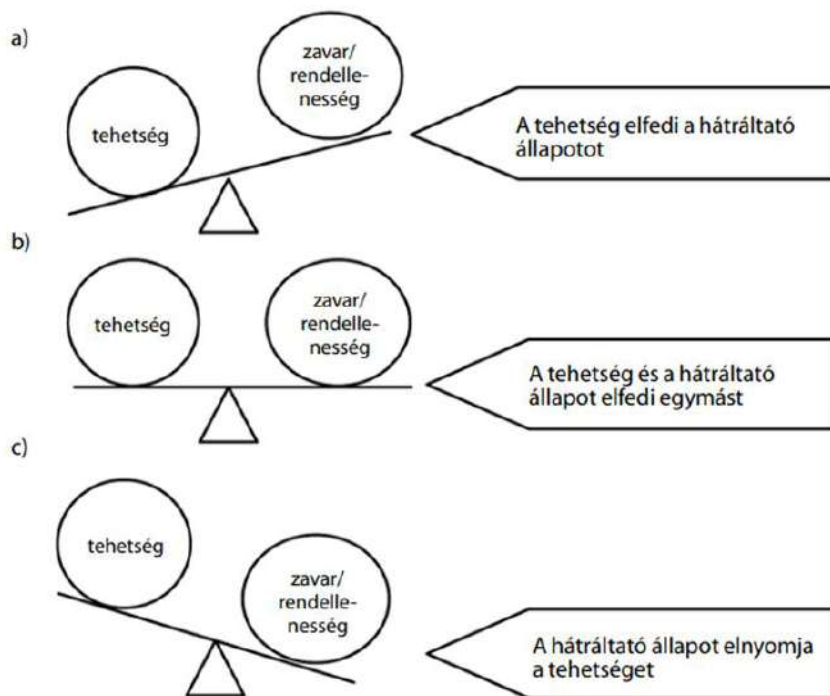 a)
tehetség
zavar/
rendelle-
nesség
A tehetség elfedi a hátráltató
állapotot
b)
tehetség
zavar/
rendelle-
nesség
A tehetség és a hátráltató
állapot elfedi egymást
c)
tehetség
zavar/
rendelle-
nesség
A hátráltató állapot elnyomja
a tehetséget